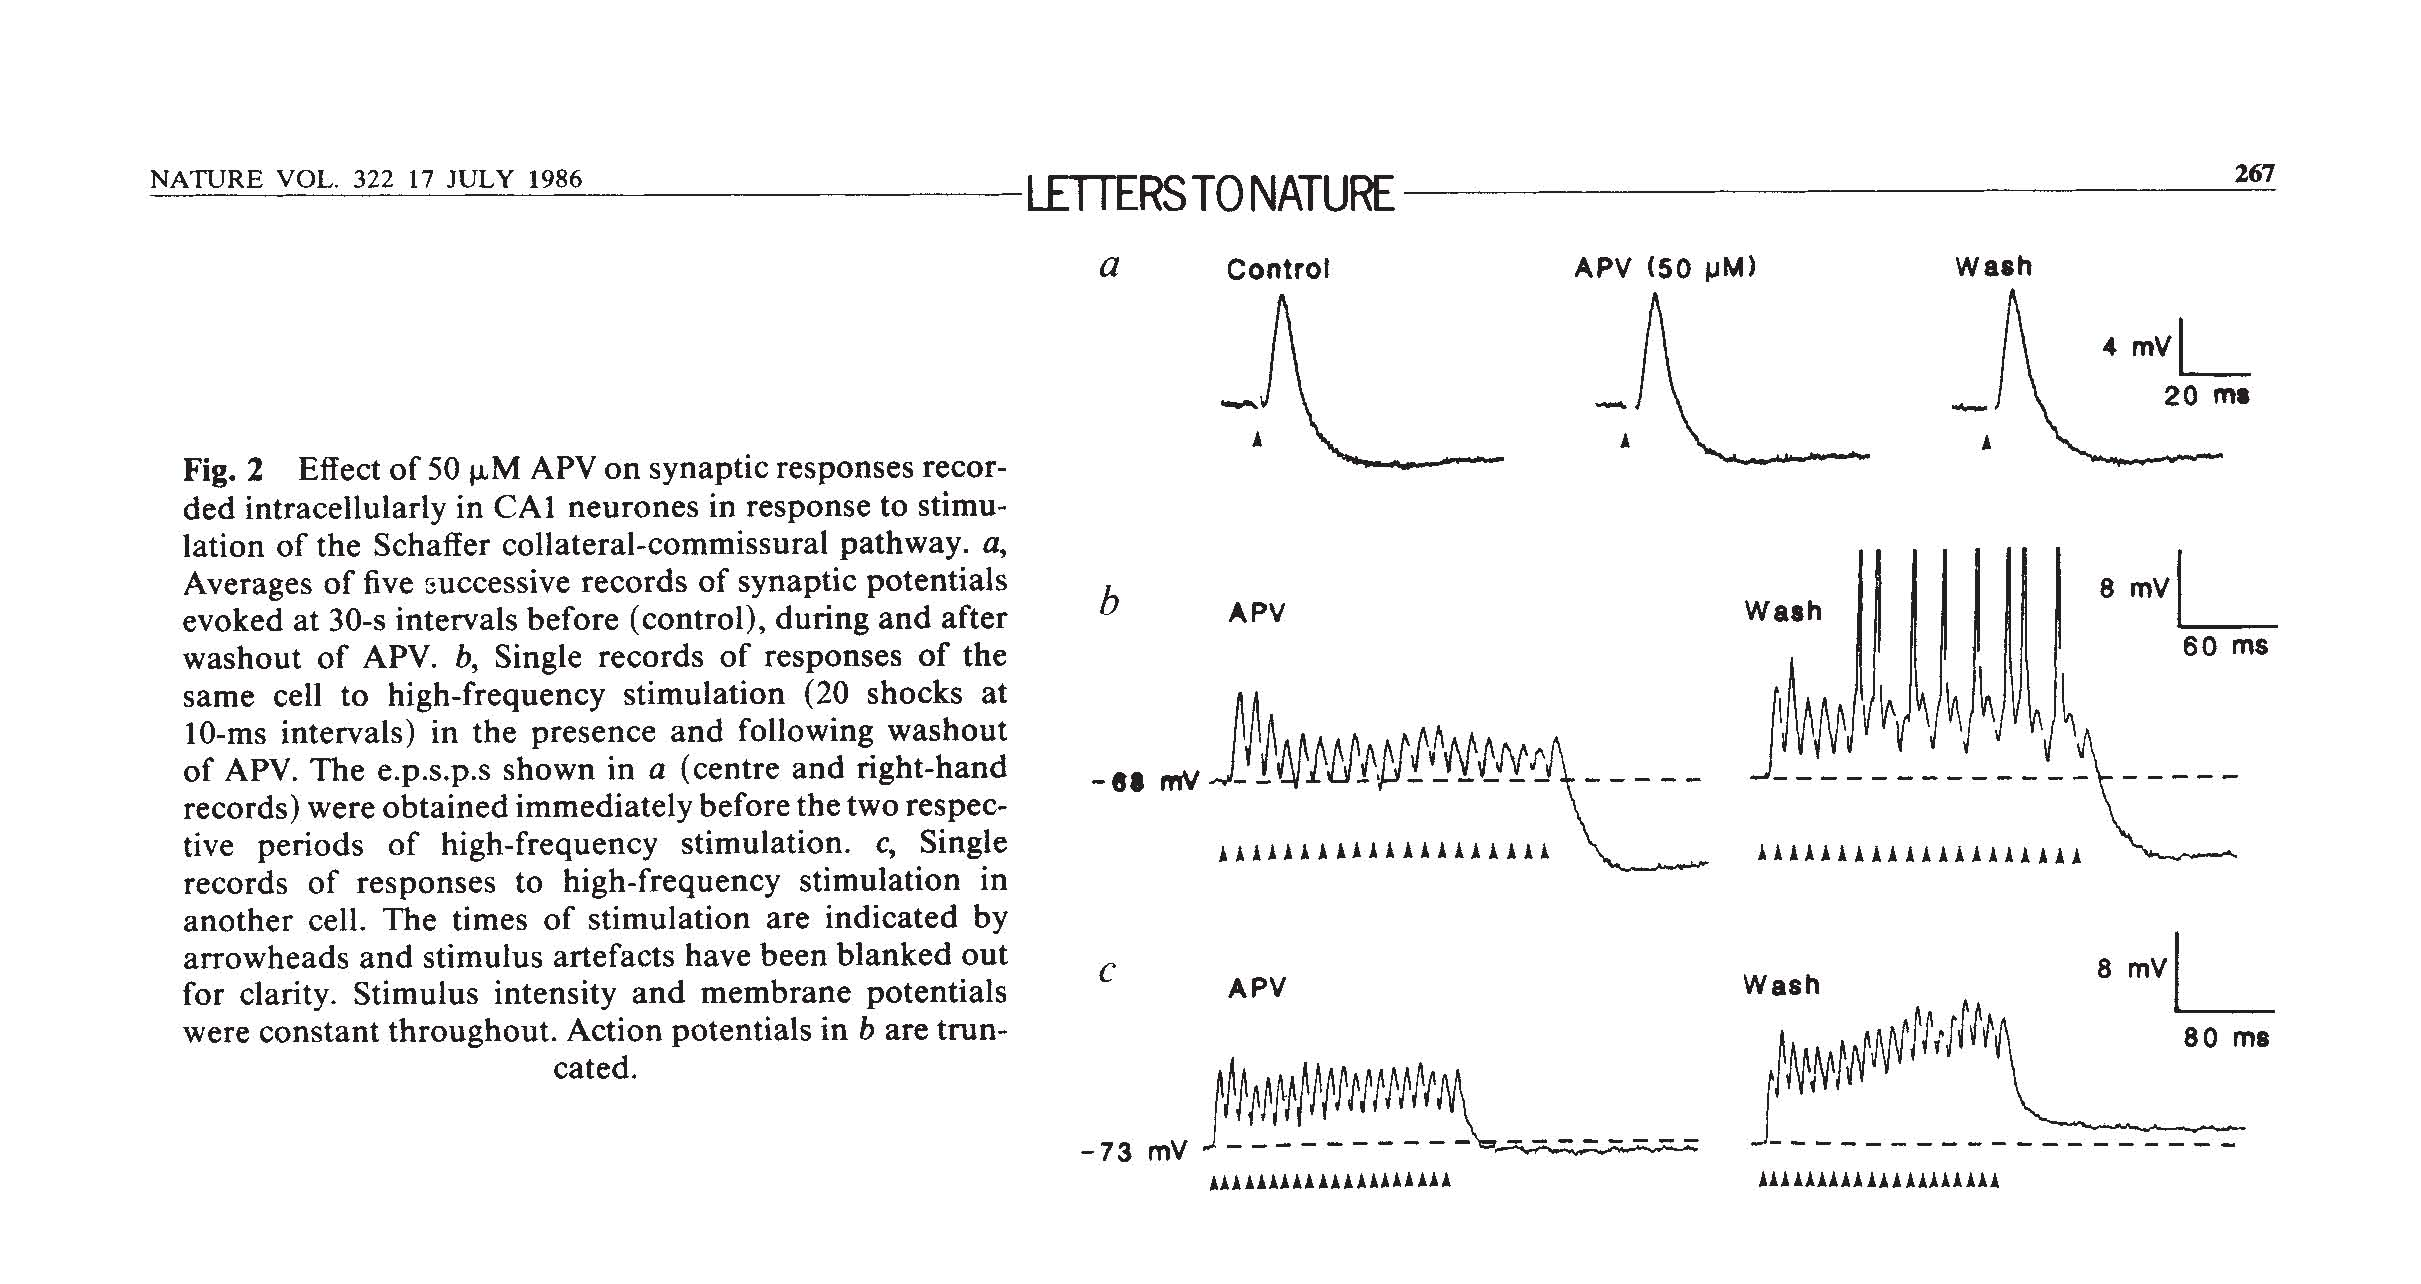 NATURE VOL. 322 17 JULY 1986
LETTERS TO NATURE
267
a
Control
APV (50 μM)
Wash
4 mV
20 ms
Fig. 2 Effect of 50 μM APV on synaptic responses recor-
ded intracellularly in CA1 neurones in response to stimu-
lation of the Schaffer collateral-commissural pathway. a,
Averages of five successive records of synaptic potentials
evoked at 30-s intervals before (control), during and after
washout of APV. b, Single records of responses of the
same cell to high-frequency stimulation (20 shocks at
10-ms intervals) in the presence and following washout
of APV. The e.p.s.p.s shown in a (centre and right-hand
records) were obtained immediately before the two respec-
tive periods of high-frequency stimulation. c, Single
records of responses to high-frequency stimulation in
another cell. The times of stimulation are indicated by
arrowheads and stimulus artefacts have been blanked out
for clarity. Stimulus intensity and membrane potentials
were constant throughout. Action potentials in b are trun-
cated.
b
APV
Wash
8 mV
60 ms
-68 mV
c
APV
Wash
8 mV
80 ms
-73 mV